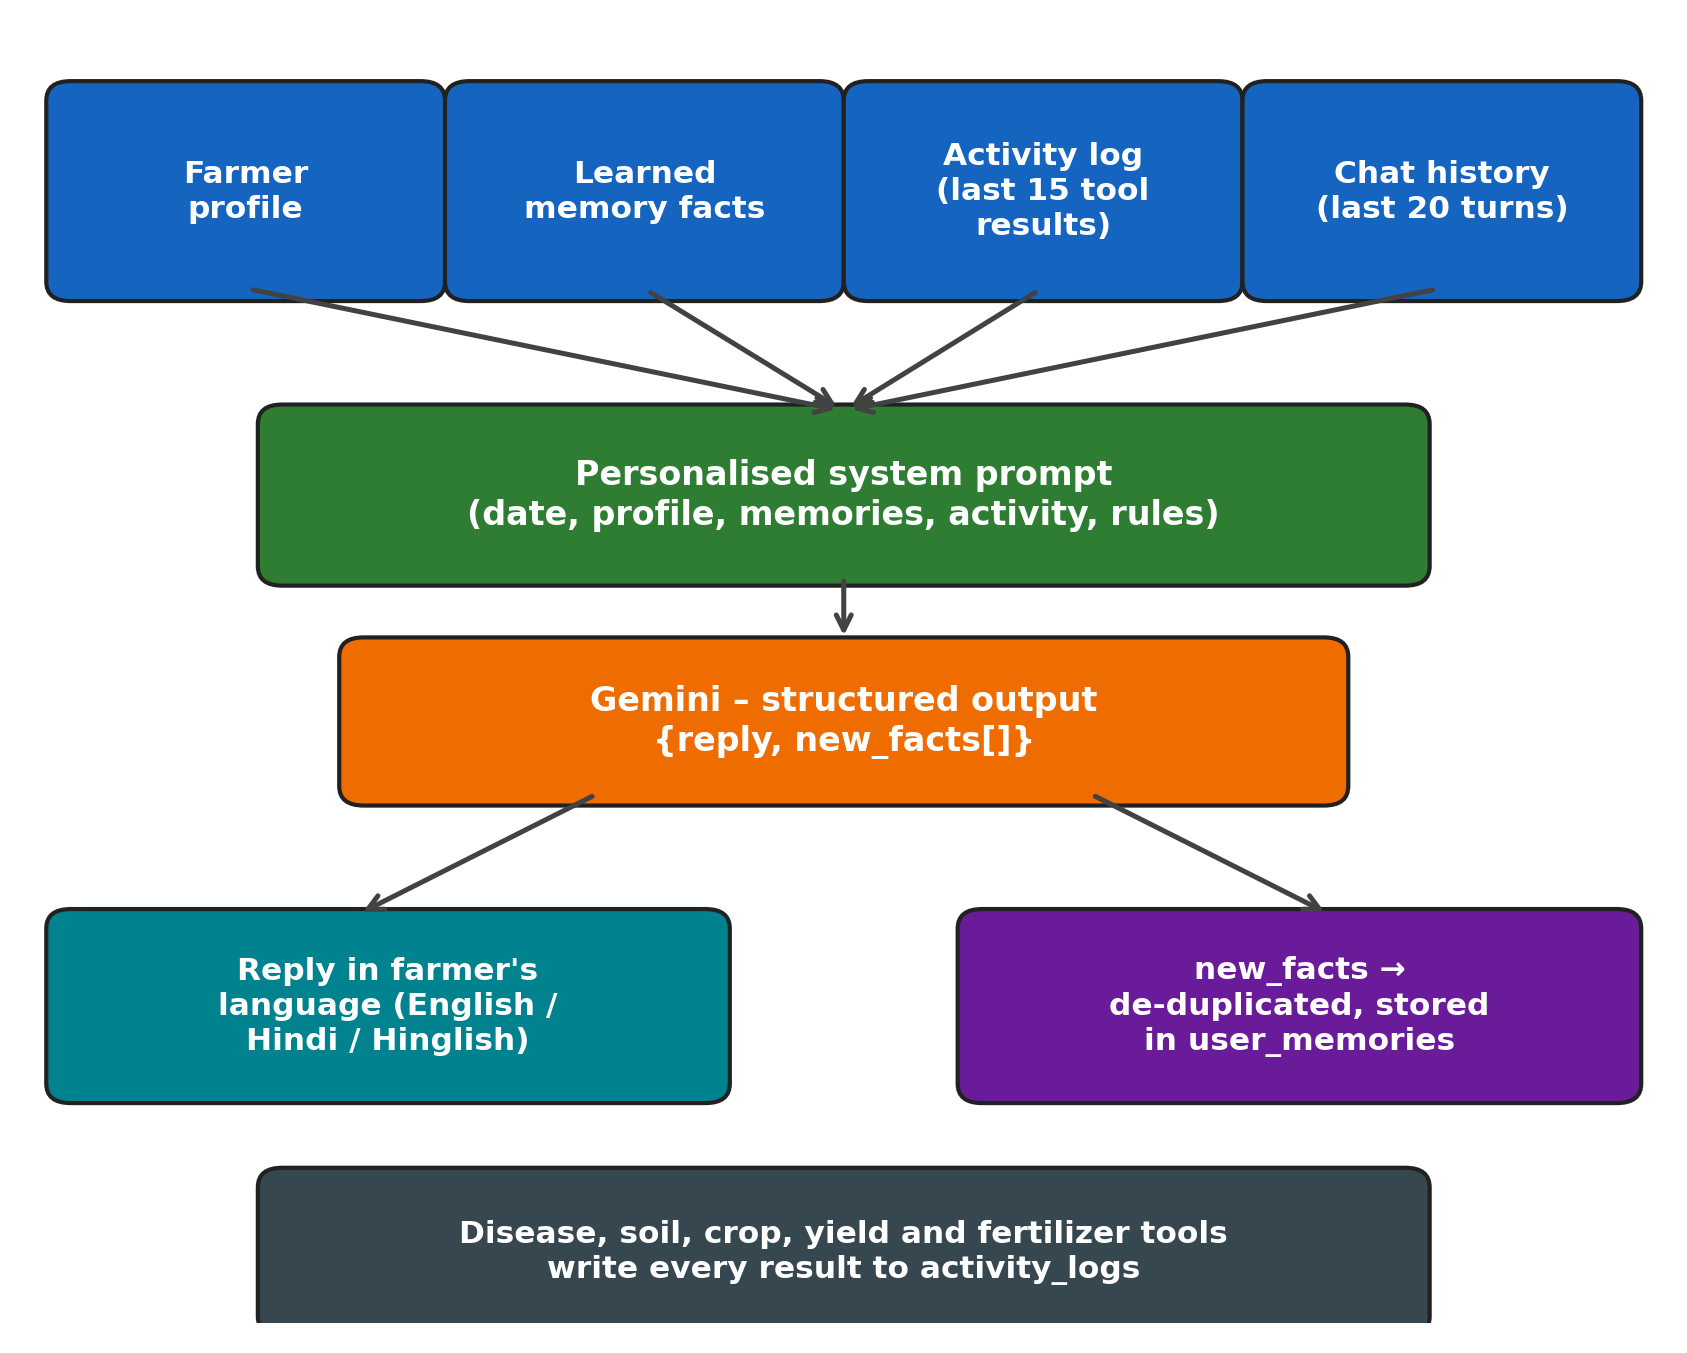 Farmer
profile
Learned
memory facts
Activity log
(last 15 tool
results)
Chat history
(last 20 turns)
Personalised system prompt
(date, profile, memories, activity, rules)
Gemini – structured output
{reply, new_facts[]}
Reply in farmer's
language (English /
Hindi / Hinglish)
new_facts →
de-duplicated, stored
in user_memories
Disease, soil, crop, yield and fertilizer tools
write every result to activity_logs